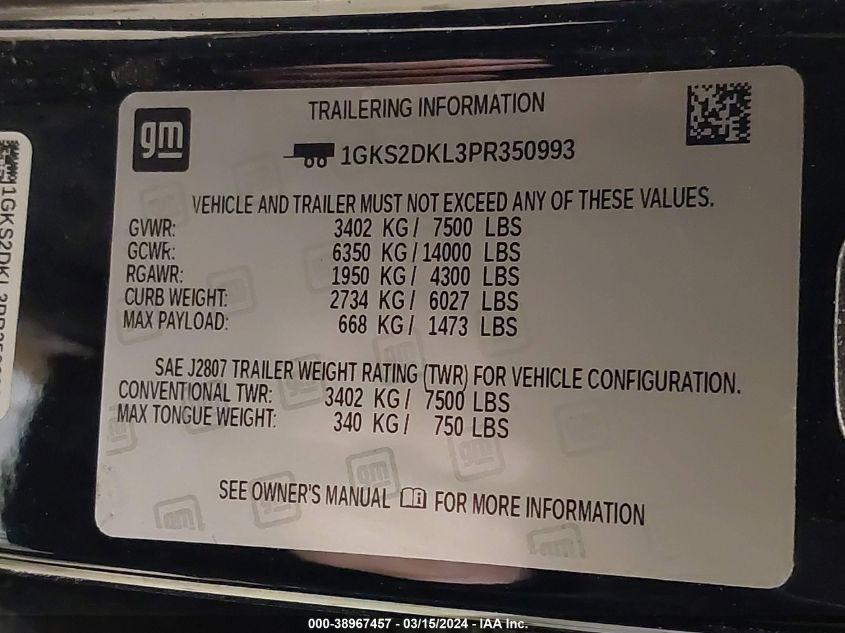 gm
TRAILERING INFORMATION
1GKS2DKL3PR350993
VEHICLE AND TRAILER MUST NOT EXCEED ANY OF THESE VALUES.
GVWR: 3402 KG / 7500 LBS
GCWR: 6350 KG / 14000 LBS
RGAWR: 1950 KG / 4300 LBS
CURB WEIGHT: 2734 KG / 6027 LBS
MAX PAYLOAD: 668 KG / 1473 LBS
SAE J2807 TRAILER WEIGHT RATING (TWR) FOR VEHICLE CONFIGURATION.
CONVENTIONAL TWR: 3402 KG / 7500 LBS
MAX TONGUE WEIGHT: 340 KG / 750 LBS
SEE OWNER'S MANUAL FOR MORE INFORMATION
000-38967457 - 03/15/2024 - IAA Inc.